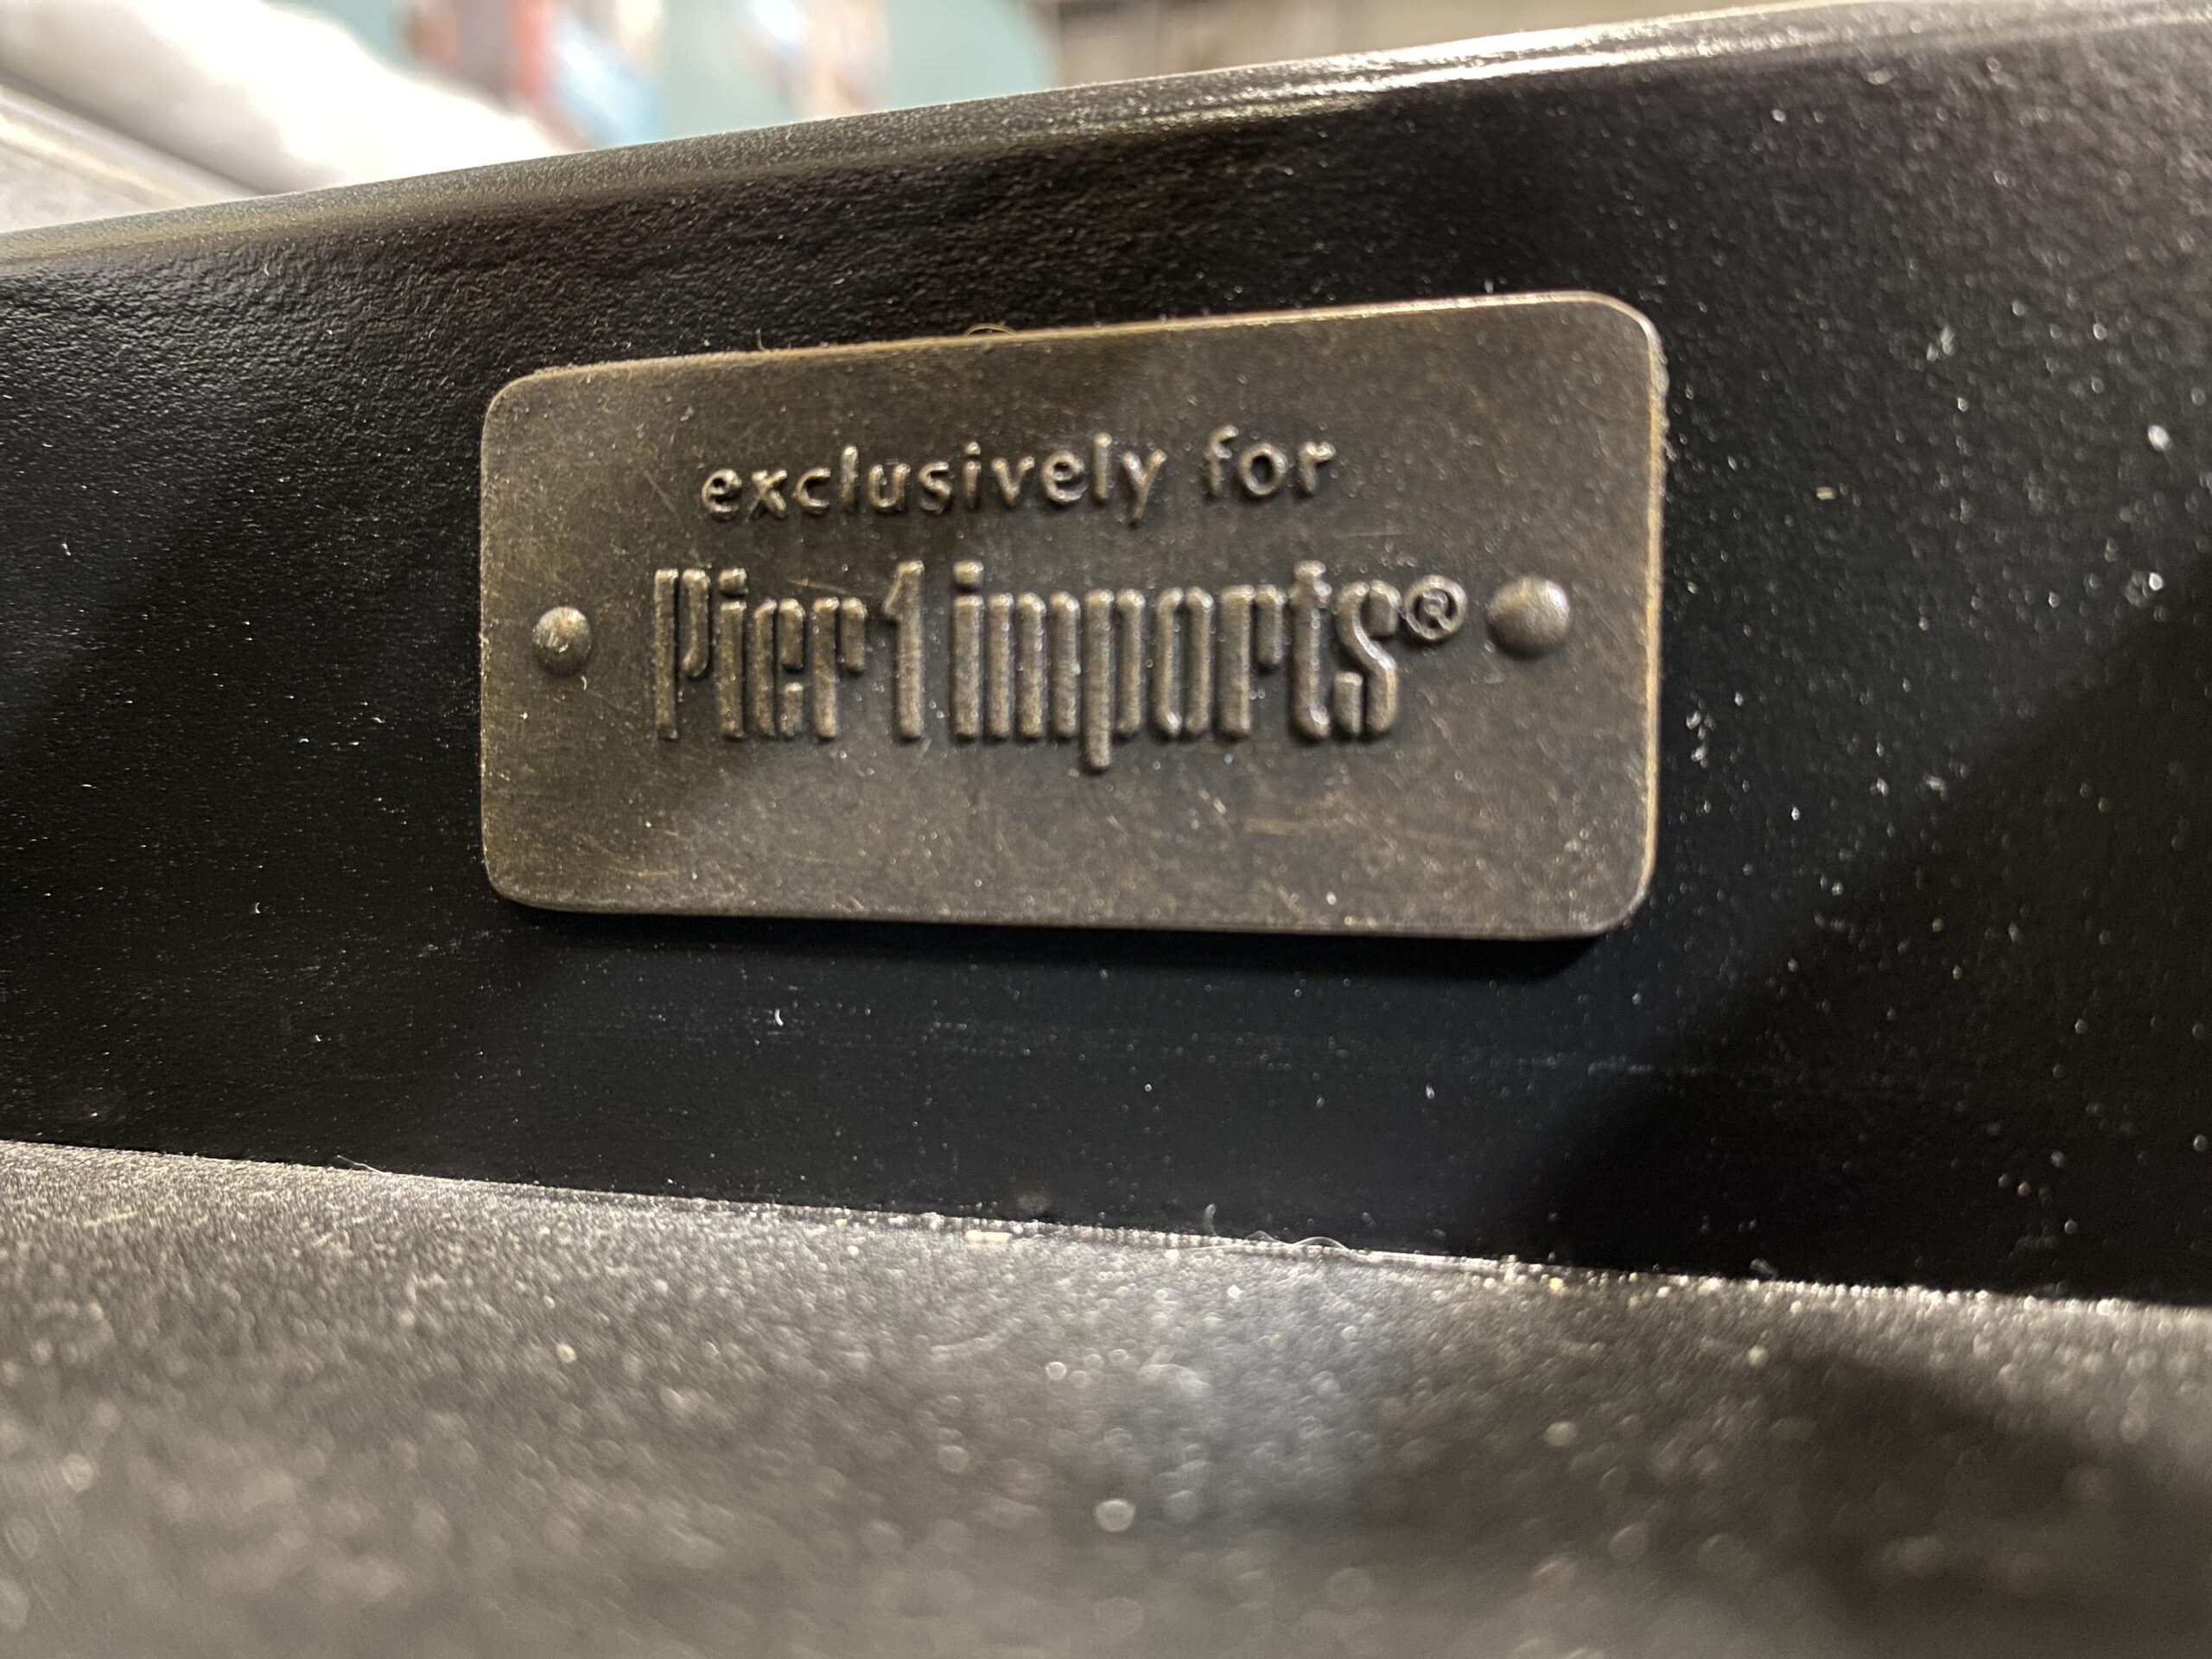 exclusively for
Pier 1 imports®